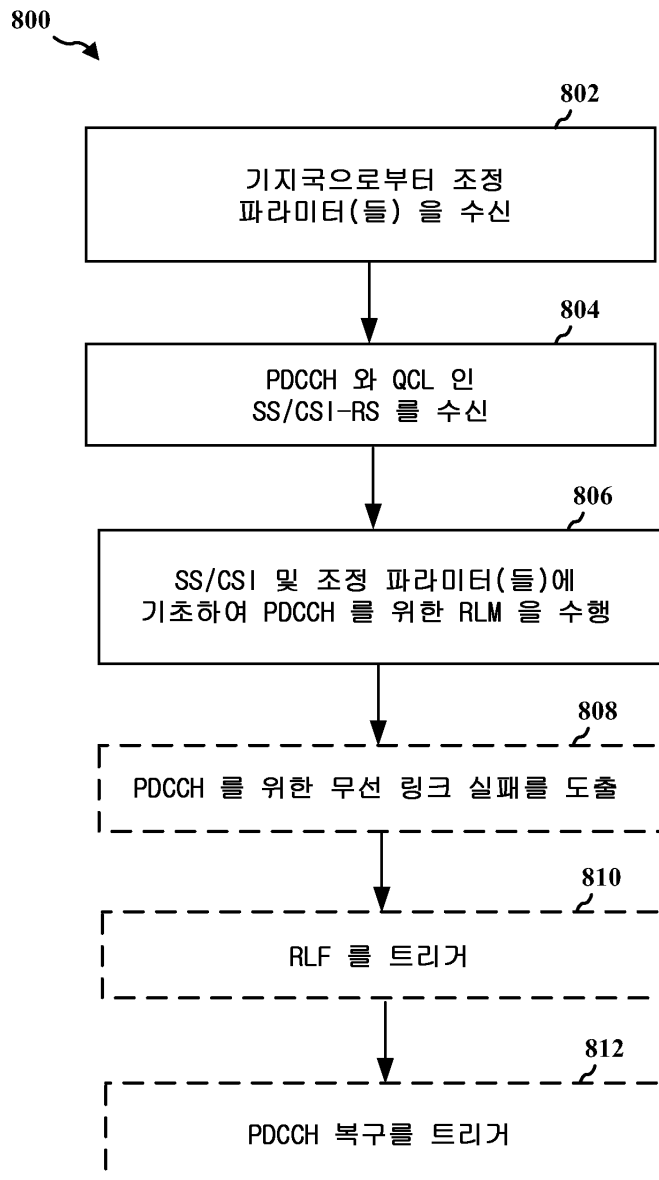 800
802
기지국으로부터 조정
파라미터(들) 을 수신
804
PDCCH 와 QCL 인
SS/CSI-RS 를 수신
806
SS/CSI 및 조정 파라미터(들)에
기초하여 PDCCH 를 위한 RLM 을 수행
808
PDCCH 를 위한 무선 링크 실패를 도출
810
RLF 를 트리거
812
PDCCH 복구를 트리거